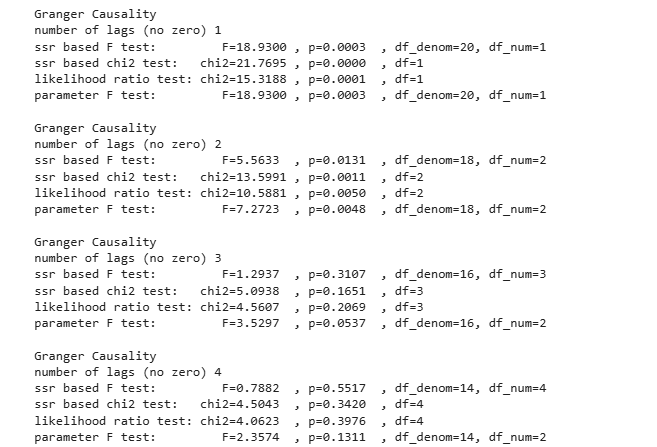 Granger Causality
number of lags (no zero) 1
ssr based F test:         F=18.9300 , p=0.0003  , df_denom=20, df_num=1
ssr based chi2 test:   chi2=21.7695 , p=0.0000  , df=1
likelihood ratio test: chi2=15.3188 , p=0.0001  , df=1
parameter F test:         F=18.9300 , p=0.0003  , df_denom=20, df_num=1

Granger Causality
number of lags (no zero) 2
ssr based F test:         F=5.5633  , p=0.0131  , df_denom=18, df_num=2
ssr based chi2 test:   chi2=13.5991 , p=0.0011  , df=2
likelihood ratio test: chi2=10.5881 , p=0.0050  , df=2
parameter F test:         F=7.2723  , p=0.0048  , df_denom=18, df_num=2

Granger Causality
number of lags (no zero) 3
ssr based F test:         F=1.2937  , p=0.3107  , df_denom=16, df_num=3
ssr based chi2 test:   chi2=5.0938  , p=0.1651  , df=3
likelihood ratio test: chi2=4.5607  , p=0.2069  , df=3
parameter F test:         F=3.5297  , p=0.0537  , df_denom=16, df_num=2

Granger Causality
number of lags (no zero) 4
ssr based F test:         F=0.7882  , p=0.5517  , df_denom=14, df_num=4
ssr based chi2 test:   chi2=4.5043  , p=0.3420  , df=4
likelihood ratio test: chi2=4.0623  , p=0.3976  , df=4
parameter F test:         F=2.3574  , p=0.1311  , df_denom=14, df_num=2